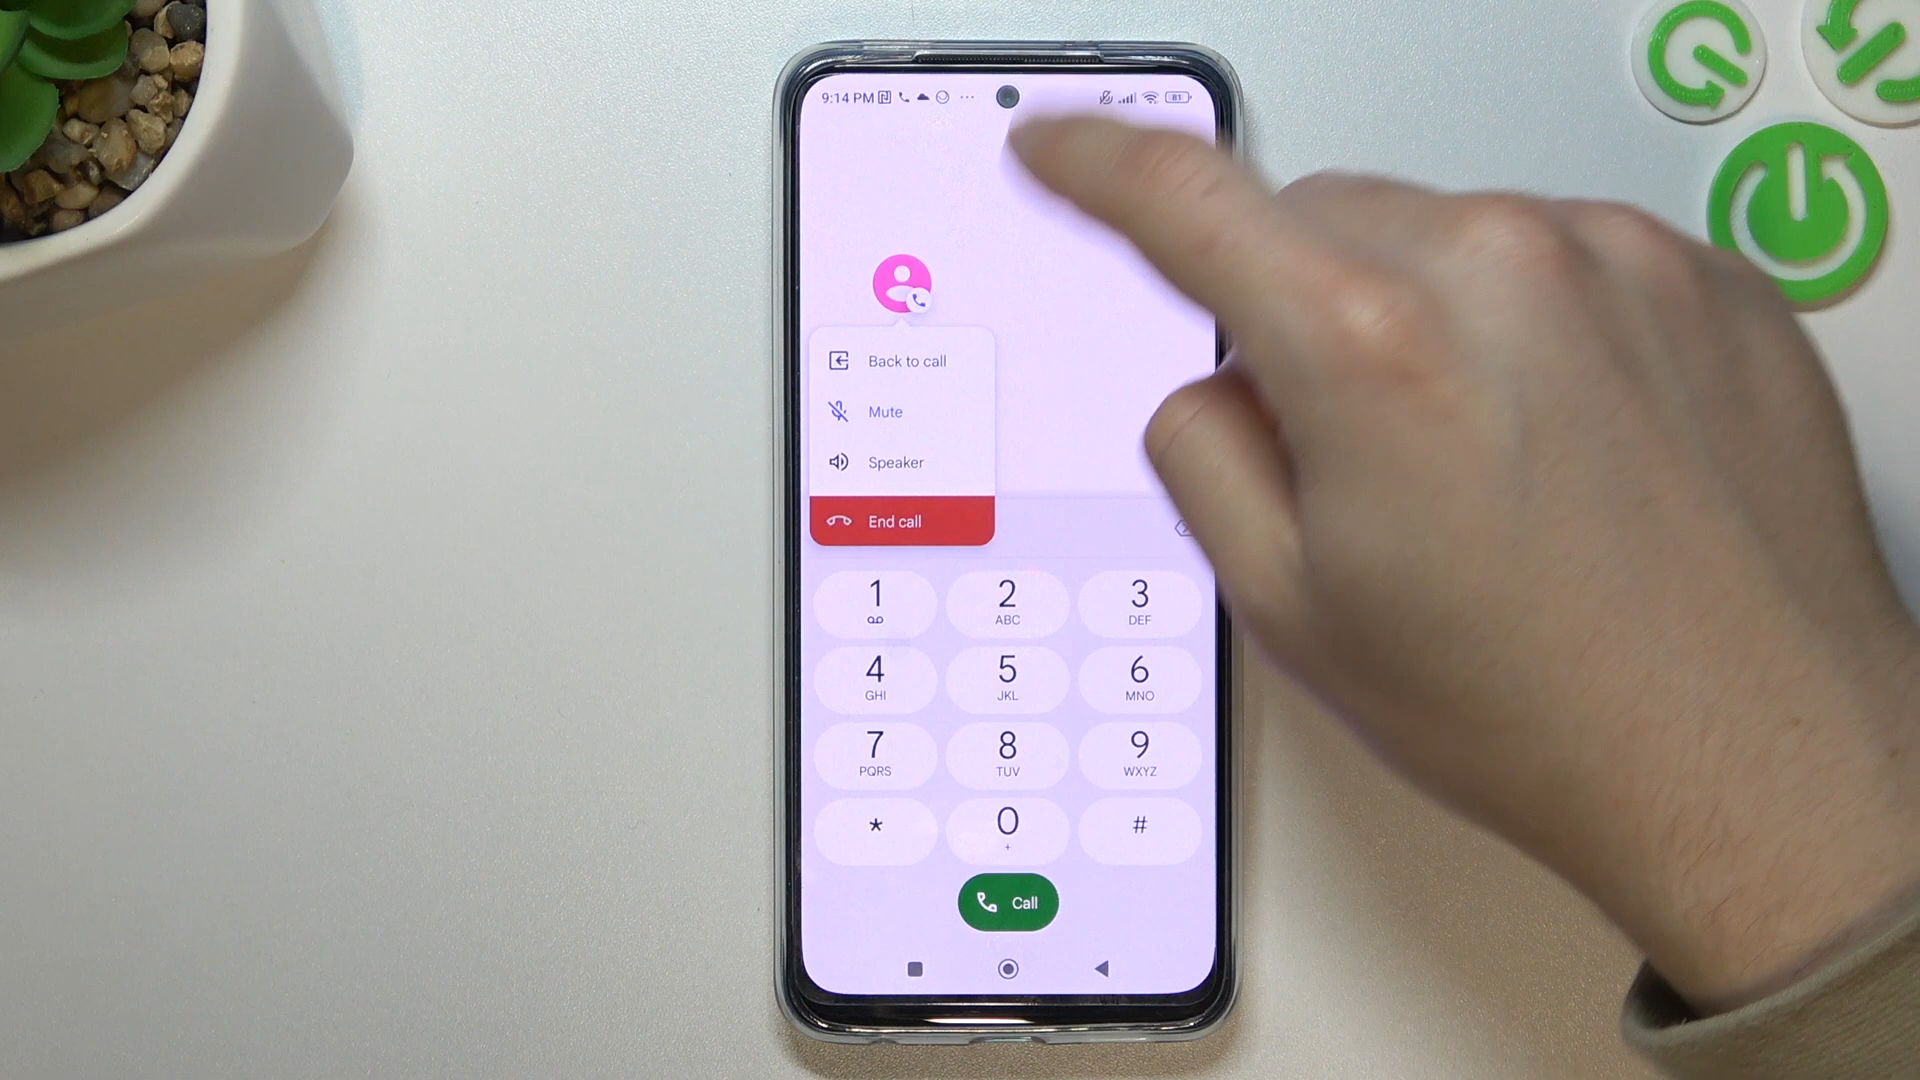 9:14 PM
81
Back to call
Mute
Speaker
End call
1
2
ABC
3
DEF
4
GHI
5
JKL
6
MNO
7
PQRS
8
TUV
9
WXYZ
*
0
+
#
Call